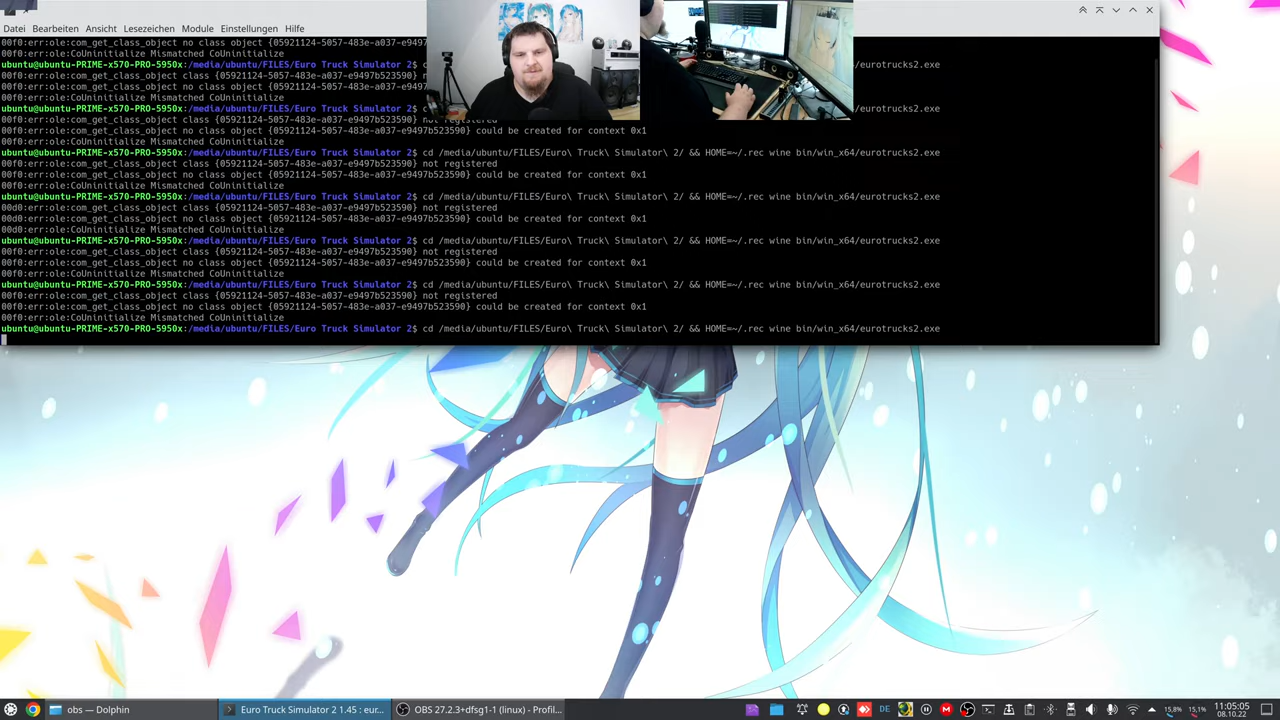 earbeiten Ansicht Lesezeichen Module Einstellungen Hilfe
00f0:err:ole:com_get_class_object no class object {05921124-5057-483e-a037-e9497
00f0:err:ole:CoUninitialize Mismatched CoUninitialize
ubuntu@ubuntu-PRIME-x570-PRO-5950x:/media/ubuntu/FILES/Euro Truck Simulator 2$ c /eurotrucks2.exe
00f0:err:ole:com_get_class_object class {05921124-5057-483e-a037-e9497b523590} n
00f0:err:ole:com_get_class_object no class object {05921124-5057-483e-a037-e9497
00f0:err:ole:CoUninitialize Mismatched CoUninitialize
ubuntu@ubuntu-PRIME-x570-PRO-5950x:/media/ubuntu/FILES/Euro Truck Simulator 2$ c /eurotrucks2.exe
00f0:err:ole:com_get_class_object class {05921124-5057-483e-a037-e9497b523590} not registered
00f0:err:ole:com_get_class_object no class object {05921124-5057-483e-a037-e9497b523590} could be created for context 0x1
00f0:err:ole:CoUninitialize Mismatched CoUninitialize
ubuntu@ubuntu-PRIME-x570-PRO-5950x:/media/ubuntu/FILES/Euro Truck Simulator 2$ cd /media/ubuntu/FILES/Euro\ Truck\ Simulator\ 2/ && HOME=~/.rec wine bin/win_x64/eurotrucks2.exe
00f0:err:ole:com_get_class_object class {05921124-5057-483e-a037-e9497b523590} not registered
00f0:err:ole:com_get_class_object no class object {05921124-5057-483e-a037-e9497b523590} could be created for context 0x1
00f0:err:ole:CoUninitialize Mismatched CoUninitialize
ubuntu@ubuntu-PRIME-x570-PRO-5950x:/media/ubuntu/FILES/Euro Truck Simulator 2$ cd /media/ubuntu/FILES/Euro\ Truck\ Simulator\ 2/ && HOME=~/.rec wine bin/win_x64/eurotrucks2.exe
00d0:err:ole:com_get_class_object class {05921124-5057-483e-a037-e9497b523590} not registered
00d0:err:ole:com_get_class_object no class object {05921124-5057-483e-a037-e9497b523590} could be created for context 0x1
00d0:err:ole:CoUninitialize Mismatched CoUninitialize
ubuntu@ubuntu-PRIME-x570-PRO-5950x:/media/ubuntu/FILES/Euro Truck Simulator 2$ cd /media/ubuntu/FILES/Euro\ Truck\ Simulator\ 2/ && HOME=~/.rec wine bin/win_x64/eurotrucks2.exe
00f0:err:ole:com_get_class_object class {05921124-5057-483e-a037-e9497b523590} not registered
00f0:err:ole:com_get_class_object no class object {05921124-5057-483e-a037-e9497b523590} could be created for context 0x1
00f0:err:ole:CoUninitialize Mismatched CoUninitialize
ubuntu@ubuntu-PRIME-x570-PRO-5950x:/media/ubuntu/FILES/Euro Truck Simulator 2$ cd /media/ubuntu/FILES/Euro\ Truck\ Simulator\ 2/ && HOME=~/.rec wine bin/win_x64/eurotrucks2.exe
00f0:err:ole:com_get_class_object class {05921124-5057-483e-a037-e9497b523590} not registered
00f0:err:ole:com_get_class_object no class object {05921124-5057-483e-a037-e9497b523590} could be created for context 0x1
00f0:err:ole:CoUninitialize Mismatched CoUninitialize
ubuntu@ubuntu-PRIME-x570-PRO-5950x:/media/ubuntu/FILES/Euro Truck Simulator 2$ cd /media/ubuntu/FILES/Euro\ Truck\ Simulator\ 2/ && HOME=~/.rec wine bin/win_x64/eurotrucks2.exe
obs — Dolphin
Euro Truck Simulator 2 1.45 : eur...
OBS 27.2.3+dfsg1-1 (linux) - Profil...
DE
15,8%
15,1%
11:05:05
08.10.22